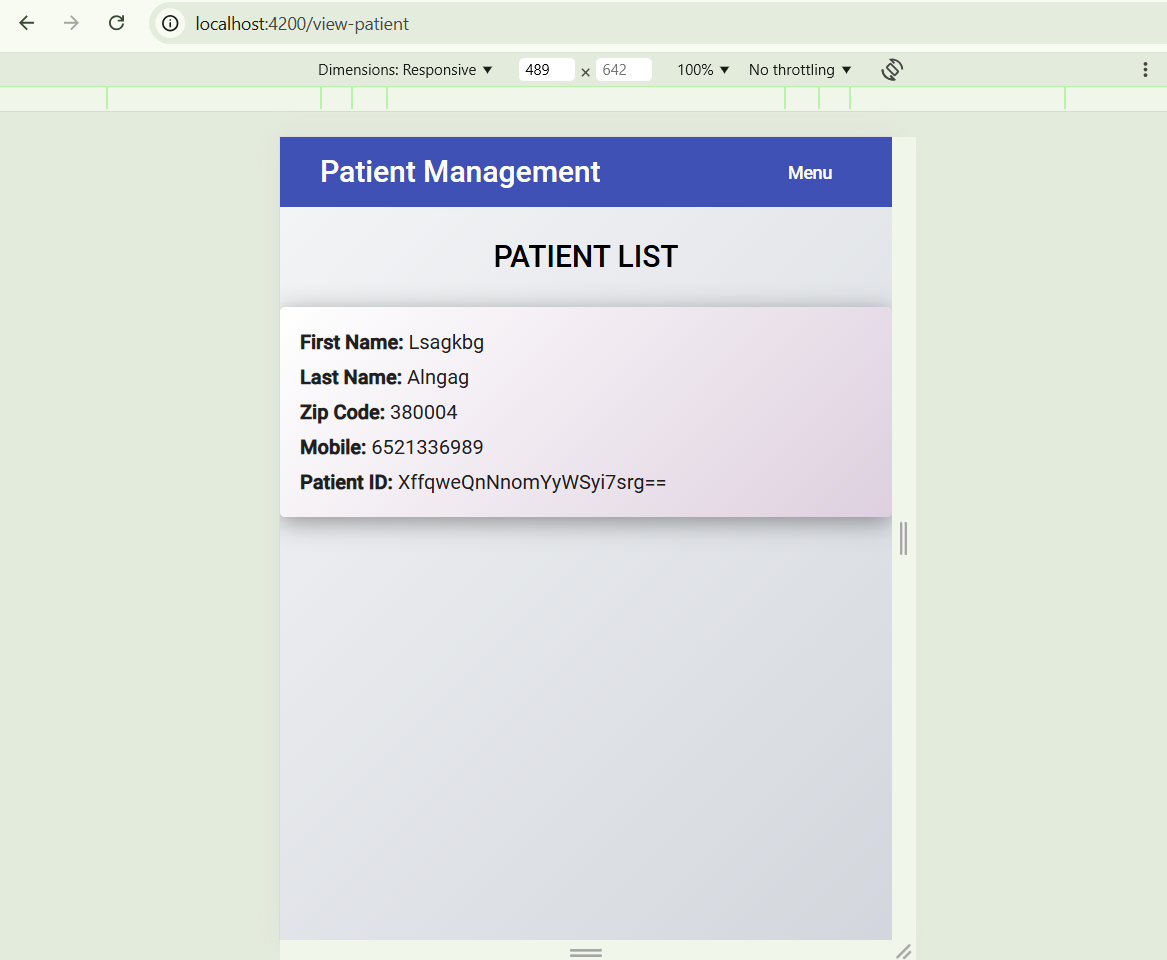 localhost:4200/view-patient
Dimensions: Responsive 489 × 642 100% No throttling
Patient Management Menu
PATIENT LIST
First Name: Lsagkbg
Last Name: Alngag
Zip Code: 380004
Mobile: 6521336989
Patient ID: XffqweQnNnomYyWSyi7srg==